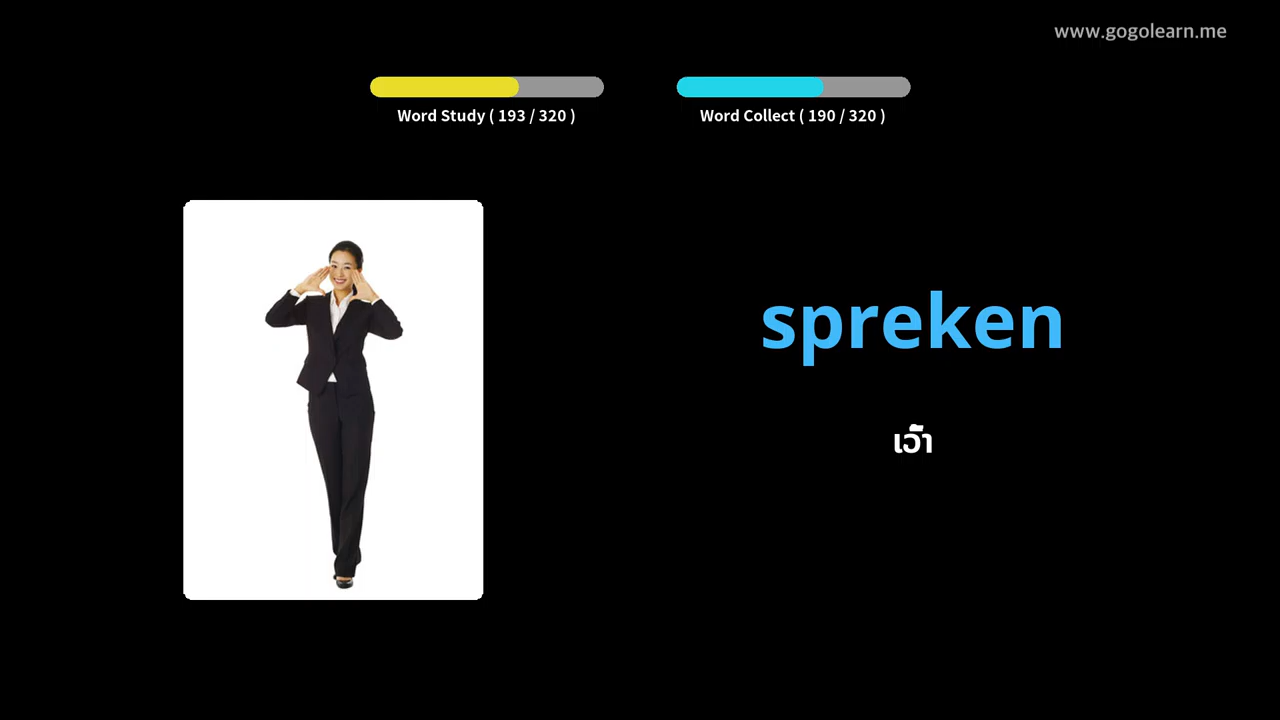 www.gogolearn.me
Word Study ( 193 / 320 )
Word Collect ( 190 / 320 )
spreken
ເວົ້າ